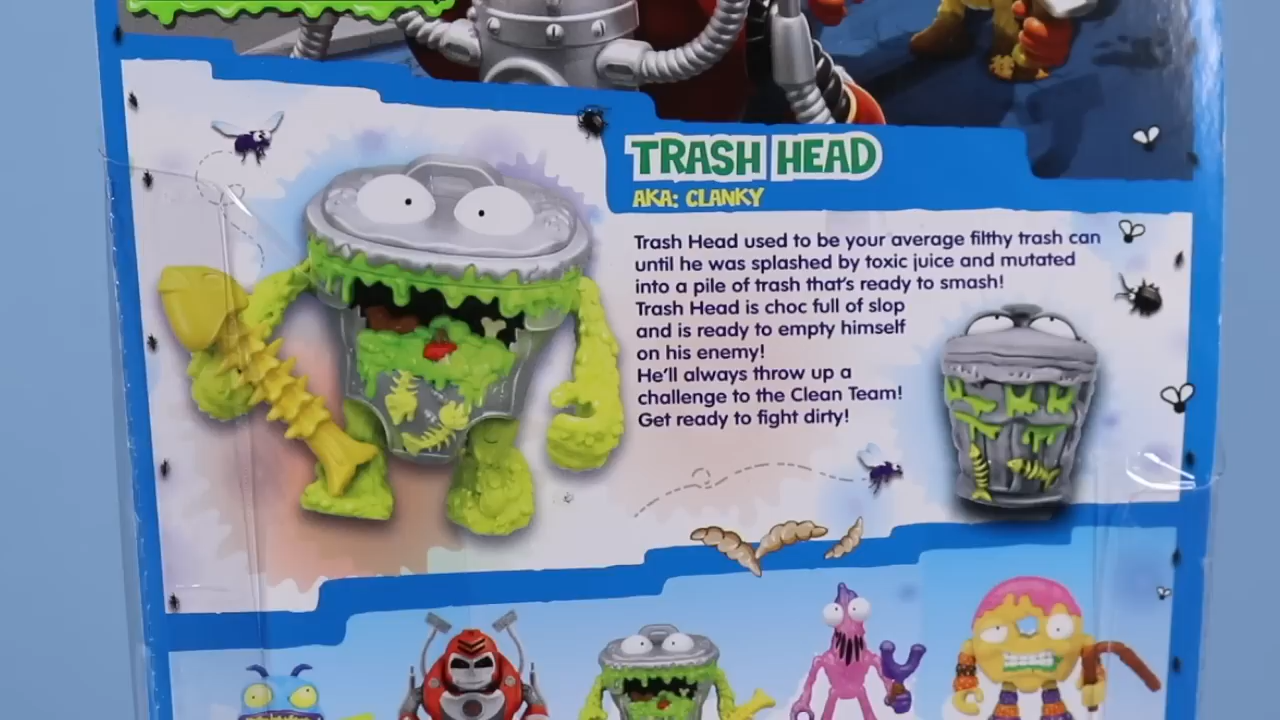 TRASH HEAD
AKA: CLANKY
Trash Head used to be your average filthy trash can
until he was splashed by toxic juice and mutated
into a pile of trash that's ready to smash!
Trash Head is choc full of slop
and is ready to empty himself
on his enemy!
He'll always throw up a
challenge to the Clean Team!
Get ready to fight dirty!